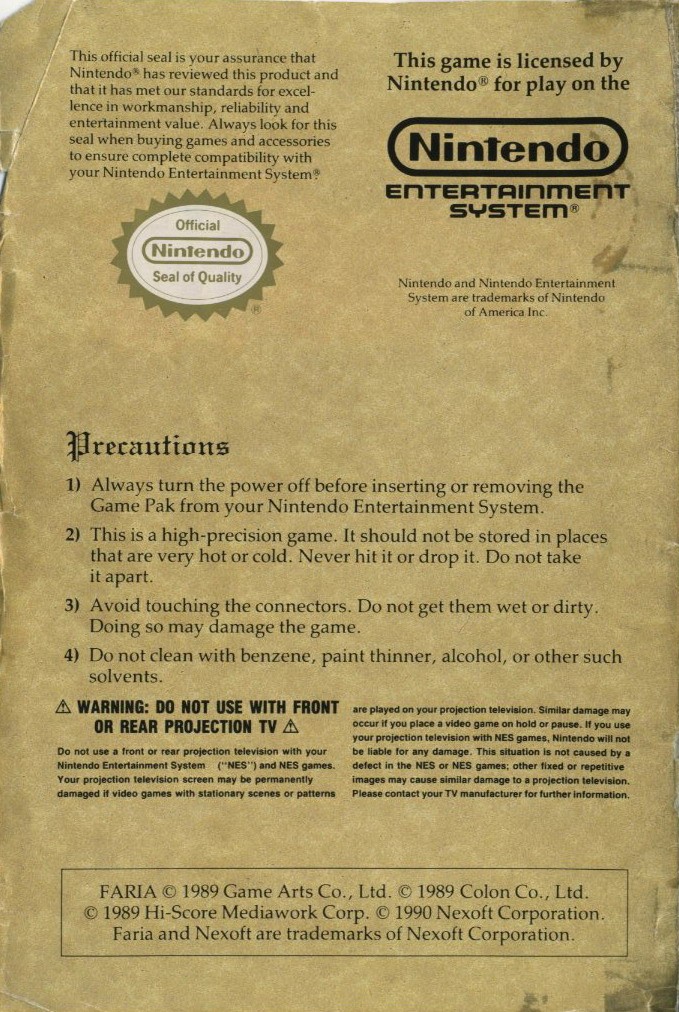 This official seal is your assurance that
Nintendo® has reviewed this product and
that it has met our standards for excel-
lence in workmanship, reliability and
entertainment value. Always look for this
seal when buying games and accessories
to ensure complete compatibility with
your Nintendo Entertainment System®
Official
Nintendo
Seal of Quality
®
This game is licensed by
Nintendo® for play on the
Nintendo
ENTERTAINMENT
SYSTEM®
Nintendo and Nintendo Entertainment
System are trademarks of Nintendo
of America Inc.
Precautions
1) Always turn the power off before inserting or removing the
Game Pak from your Nintendo Entertainment System.
2) This is a high-precision game. It should not be stored in places
that are very hot or cold. Never hit it or drop it. Do not take
it apart.
3) Avoid touching the connectors. Do not get them wet or dirty.
Doing so may damage the game.
4) Do not clean with benzene, paint thinner, alcohol, or other such
solvents.
⚠ WARNING: DO NOT USE WITH FRONT
OR REAR PROJECTION TV ⚠
Do not use a front or rear projection television with your
Nintendo Entertainment System ("NES") and NES games.
Your projection television screen may be permanently
damaged if video games with stationary scenes or patterns
are played on your projection television. Similar damage may
occur if you place a video game on hold or pause. If you use
your projection television with NES games, Nintendo will not
be liable for any damage. This situation is not caused by a
defect in the NES or NES games; other fixed or repetitive
images may cause similar damage to a projection television.
Please contact your TV manufacturer for further information.
FARIA © 1989 Game Arts Co., Ltd. © 1989 Colon Co., Ltd.
© 1989 Hi-Score Mediawork Corp. © 1990 Nexoft Corporation.
Faria and Nexoft are trademarks of Nexoft Corporation.